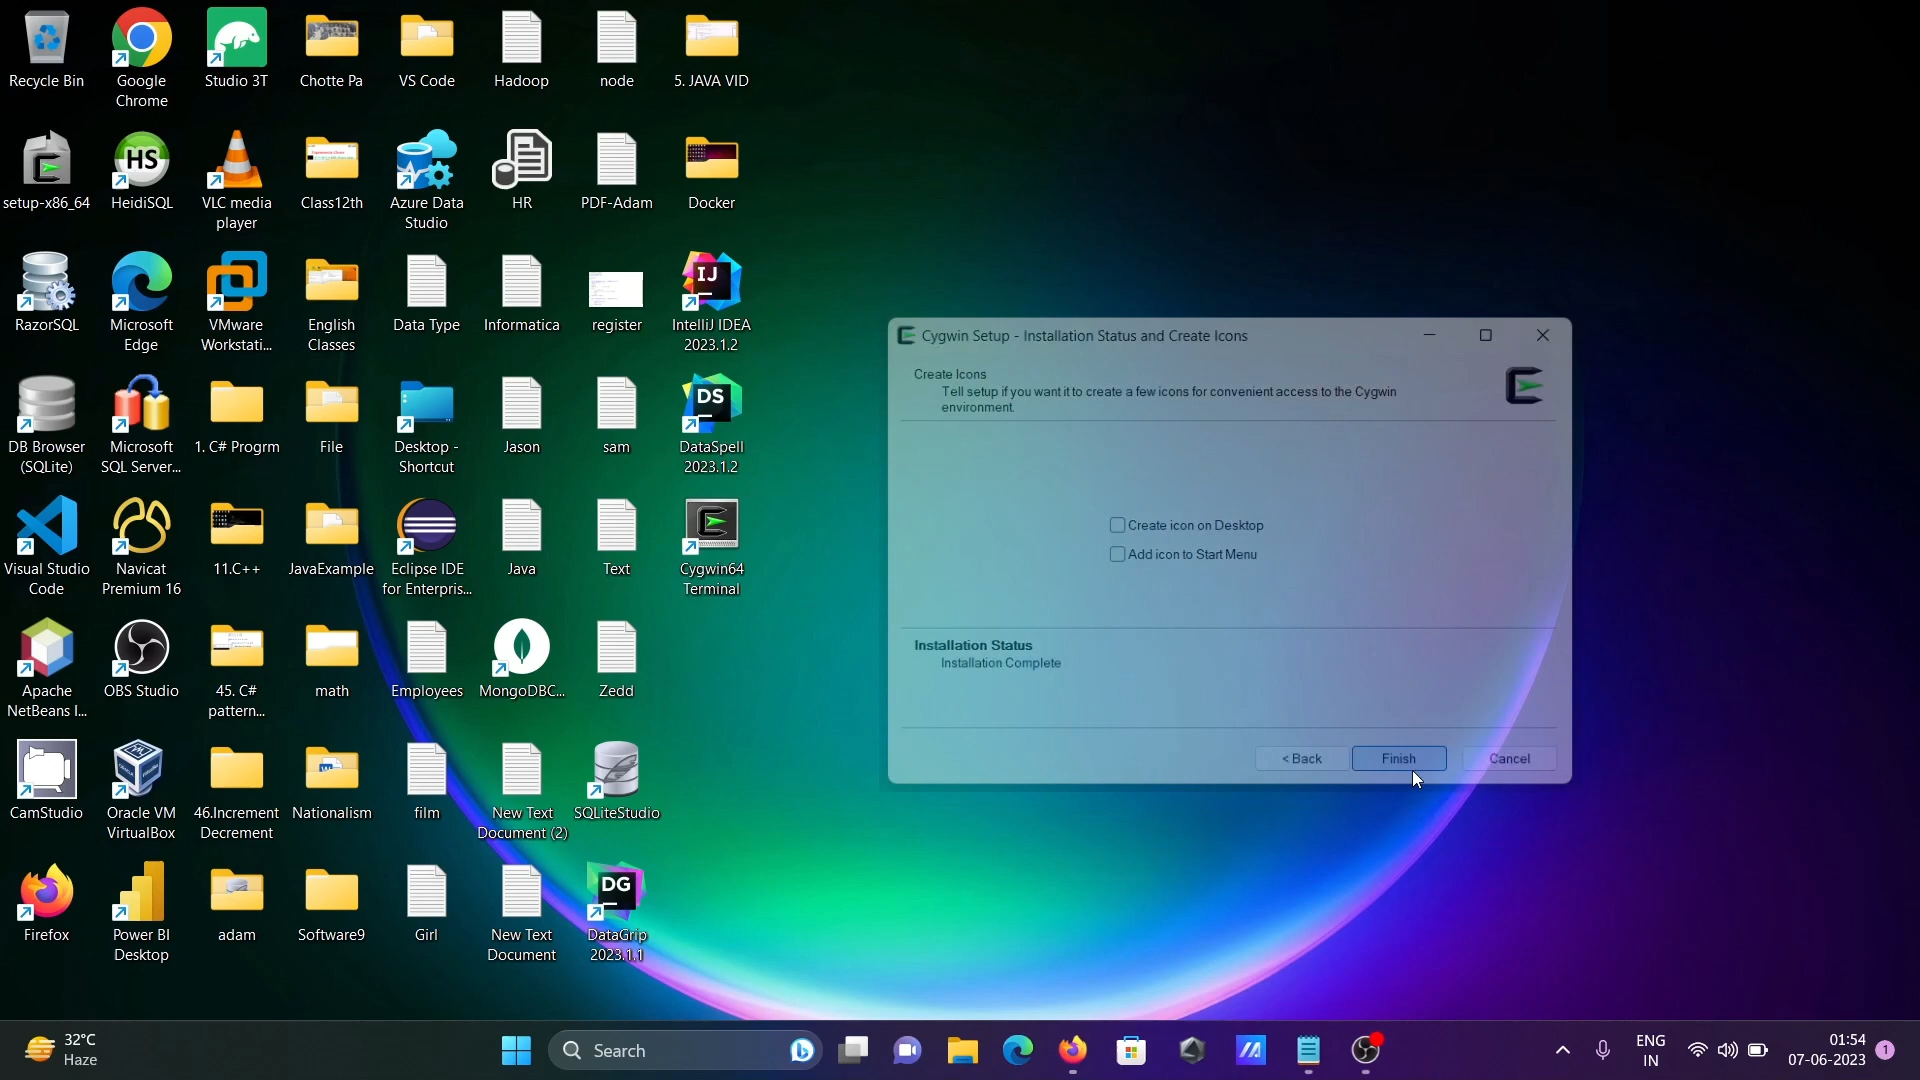 Recycle Bin
Google
Chrome
Studio 3T
Chotte Pa
VS Code
Hadoop
node
5. JAVA VID
setup-x86_64
HS
HeidiSQL
VLC media
player
Class12th
Azure Data
Studio
HR
PDF-Adam
Docker
RazorSQL
Microsoft
Edge
VMware
Workstati...
English
Classes
Data Type
Informatica
register
IJ
IntelliJ IDEA
2023.1.2
DB Browser
(SQLite)
Microsoft
SQL Server...
1. C# Progrm
File
Desktop -
Shortcut
Jason
sam
DS
DataSpell
2023.1.2
Visual Studio
Code
Navicat
Premium 16
11.C++
JavaExample
Eclipse IDE
for Enterpris...
Java
Text
Cygwin64
Terminal
Apache
NetBeans I...
OBS Studio
45. C#
pattern...
math
Employees
MongoDBC...
Zedd
CamStudio
Oracle VM
VirtualBox
46.Increment
Decrement
Nationalism
film
New Text
Document (2)
SQLiteStudio
Firefox
Power BI
Desktop
adam
Software9
Girl
New Text
Document
DG
DataGrip
2023.1.1
Cygwin Setup - Installation Status and Create Icons
Create Icons
Tell setup if you want it to create a few icons for convenient access to the Cygwin
environment.
Create icon on Desktop
Add icon to Start Menu
Installation Status
Installation Complete
< Back
Finish
Cancel
32°C
Haze
Search
ENG
IN
01:54
07-06-2023
1